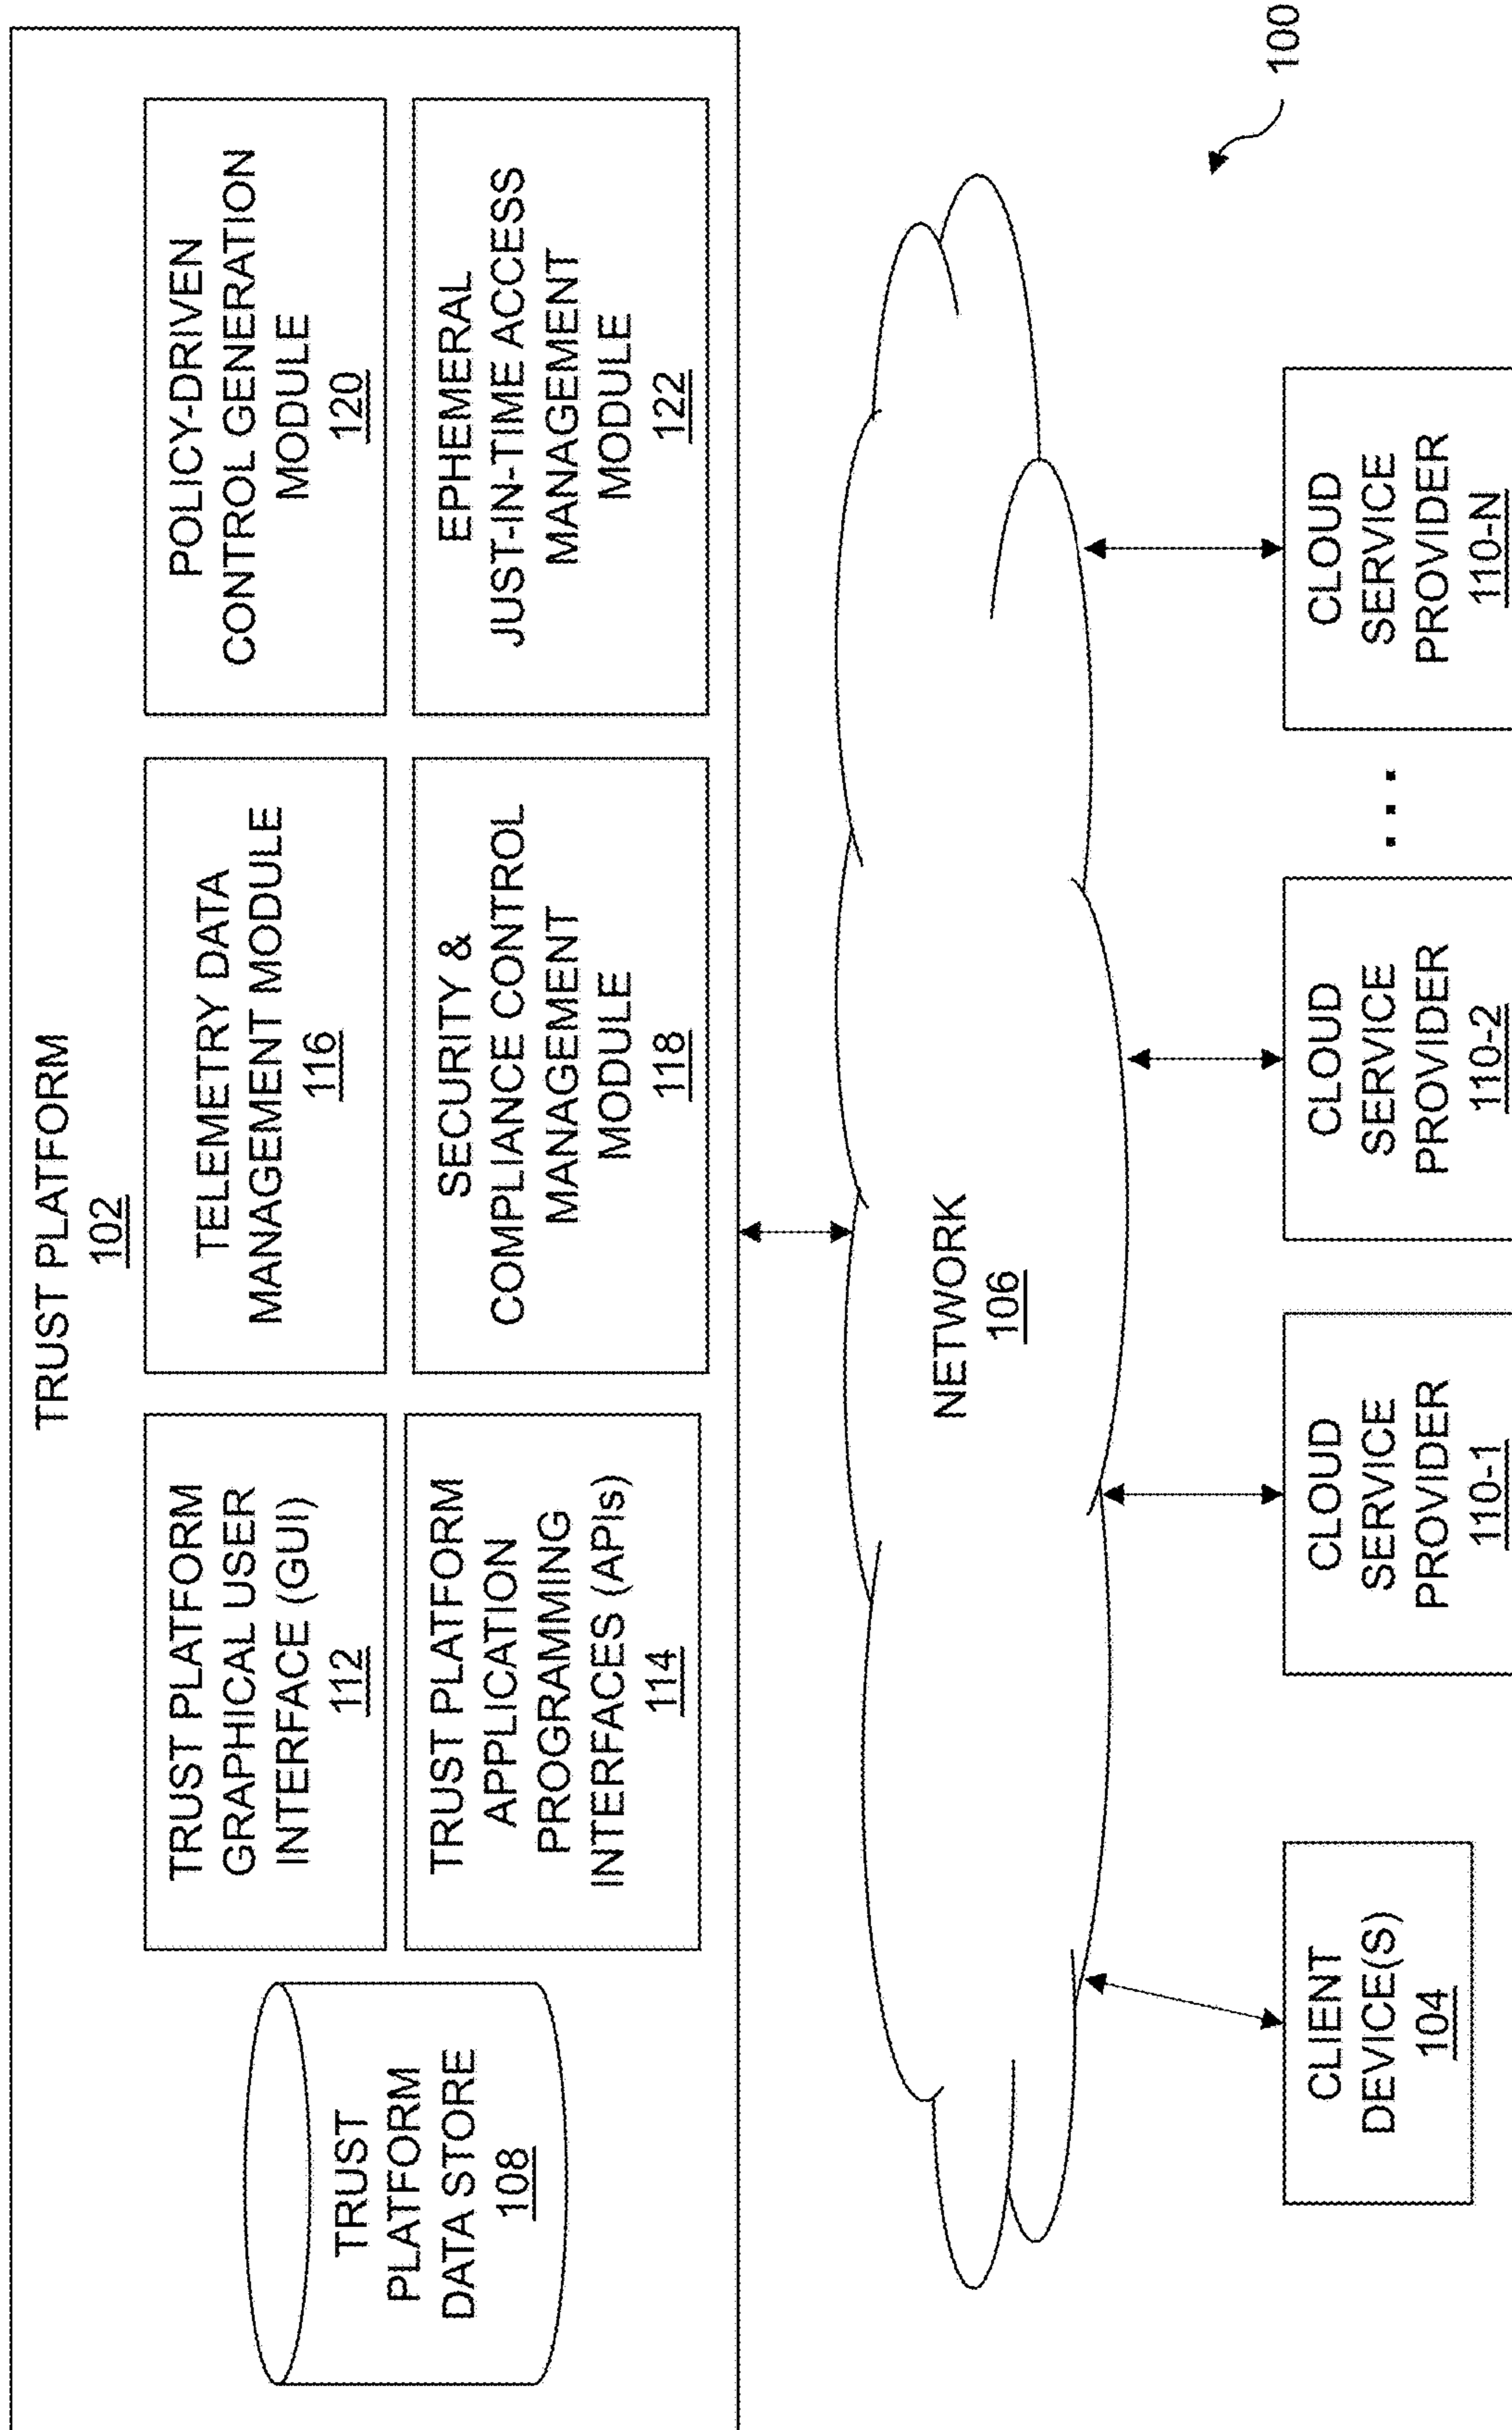 TRUST PLATFORM
102
TRUST
PLATFORM
DATA STORE
108
TRUST PLATFORM
GRAPHICAL USER
INTERFACE (GUI)
112
TRUST PLATFORM
APPLICATION
PROGRAMMING
INTERFACES (APIs)
114
TELEMETRY DATA
MANAGEMENT MODULE
116
SECURITY &
COMPLIANCE CONTROL
MANAGEMENT
MODULE
118
POLICY-DRIVEN
CONTROL GENERATION
MODULE
120
EPHEMERAL
JUST-IN-TIME ACCESS
MANAGEMENT
MODULE
122
NETWORK
106
CLIENT
DEVICE(S)
104
CLOUD
SERVICE
PROVIDER
110-1
CLOUD
SERVICE
PROVIDER
110-2
...
CLOUD
SERVICE
PROVIDER
110-N
100